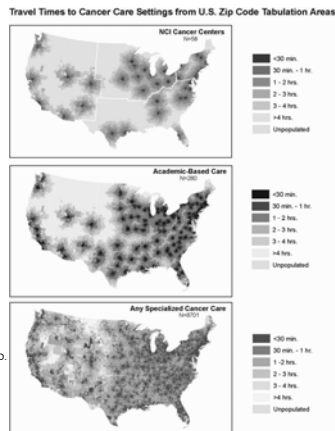 Travel Times to Cancer Care Settings from U.S. Zip Code Tabulation Areas
NCI Cancer Centers
<30 min.
30 min. - 1 hr.
1 - 2 hrs.
2 - 3 hrs.
3 - 4 hrs.
>4 hrs.
Unpopulated
Academic-Based Care
<30 min.
30 min. - 1 hr.
1 - 2 hrs.
2 - 3 hrs.
3 - 4 hrs.
>4 hrs.
Unpopulated
Any Specialized Cancer Care
<30 min.
30 min. - 1 hr.
1 -2 hrs.
2 - 3 hrs.
3 - 4 hrs.
>4 hrs.
Unpopulated